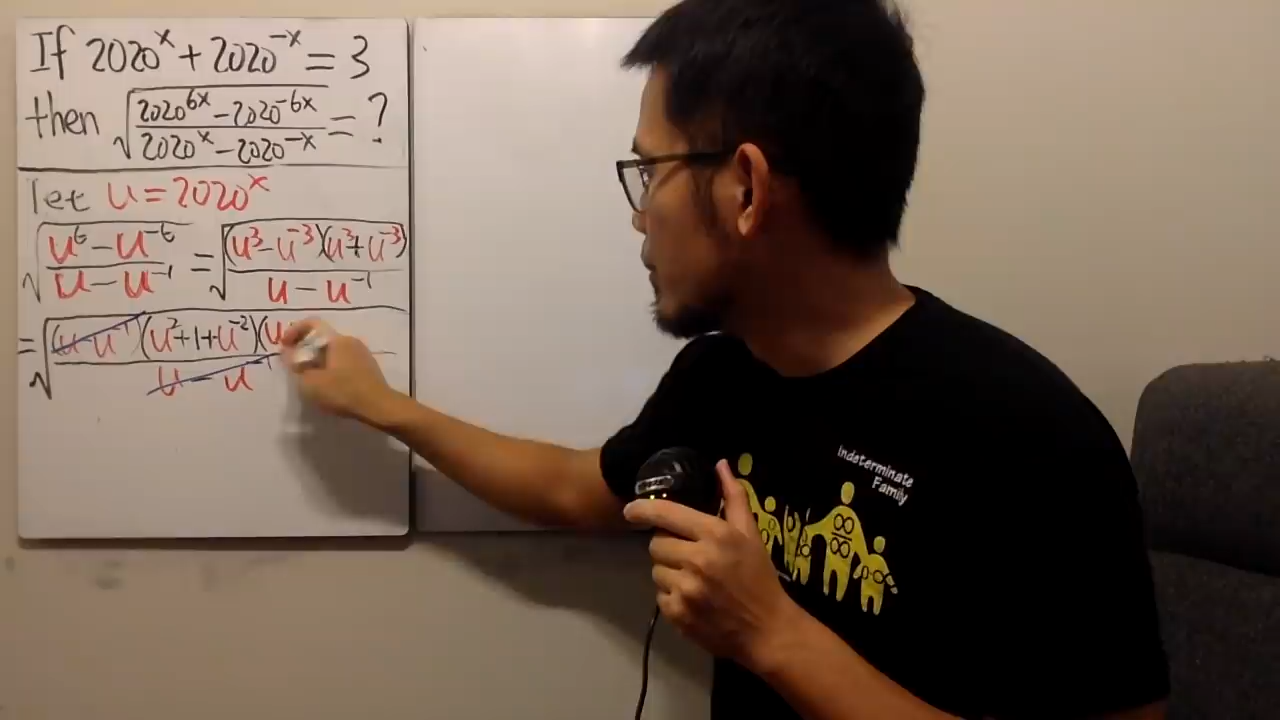 If 2020^x + 2020^-x = 3
then √((2020^6x - 2020^-6x)/(2020^x - 2020^-x)) = ?
let u = 2020^x
√((u^6 - u^-6)/(u - u^-1)) = √(((u^3 - u^-3)(u^3 + u^-3))/(u - u^-1))
= √(((u - u^-1)(u^2 + 1 + u^-2)(u)/(u - u^-1))
Indeterminate
Family